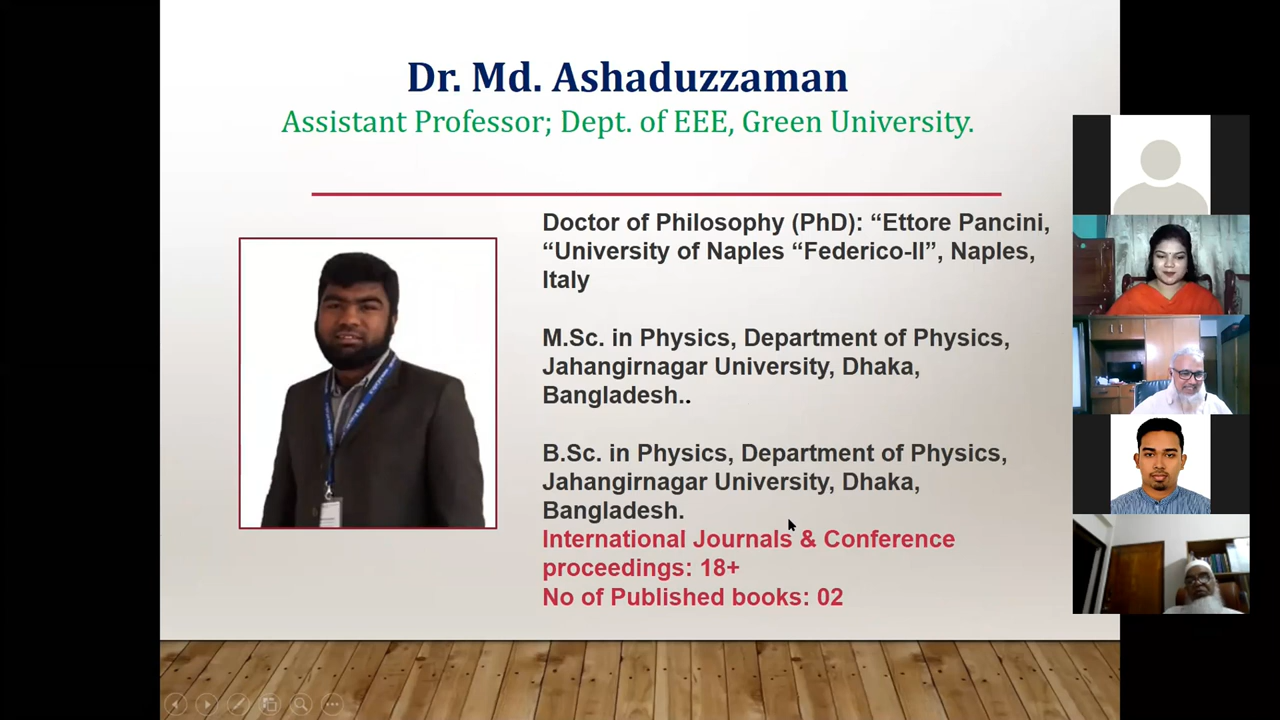 Dr. Md. Ashaduzzaman
Assistant Professor; Dept. of EEE, Green University.
Doctor of Philosophy (PhD): “Ettore Pancini,
“University of Naples “Federico-II”, Naples,
Italy
M.Sc. in Physics, Department of Physics,
Jahangirnagar University, Dhaka,
Bangladesh..
B.Sc. in Physics, Department of Physics,
Jahangirnagar University, Dhaka,
Bangladesh.
International Journals & Conference
proceedings: 18+
No of Published books: 02